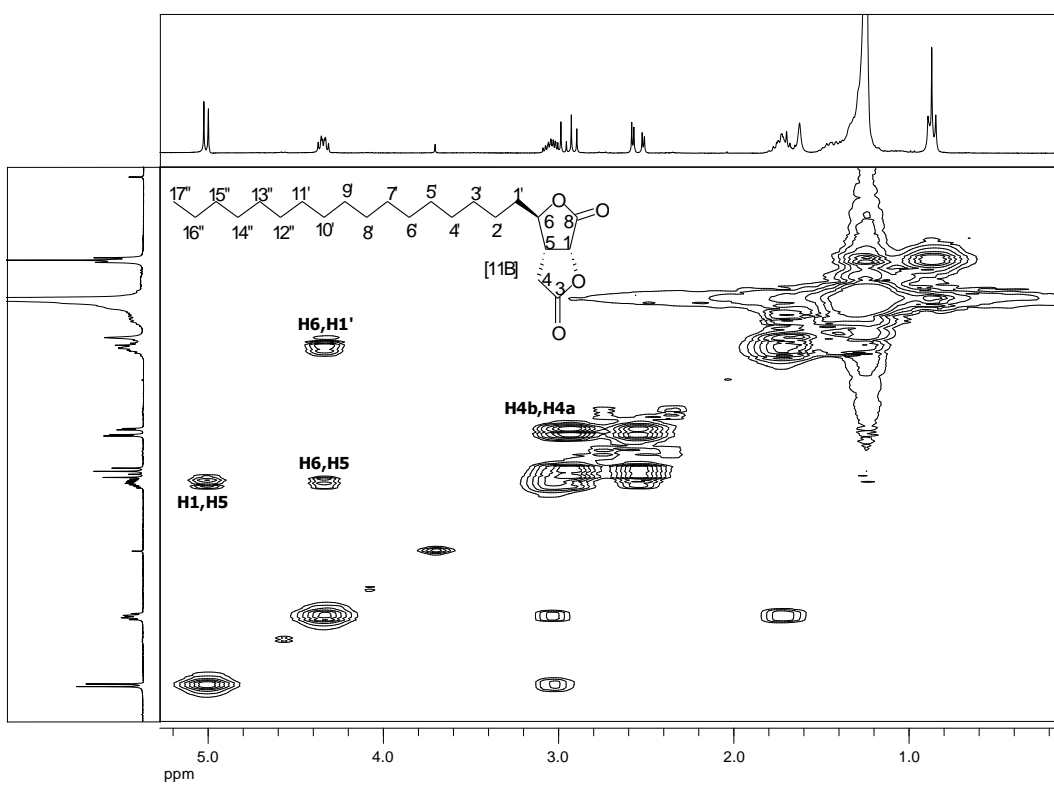 17" 15" 13" 11' 9' 7' 5' 3' 1' O
16" 14" 12" 10' 8' 6' 4' 2' 6 8 O
5 1
[11B] 4 3 O
O
H6,H1'
H4b,H4a
H6,H5
H1,H5
5.0 4.0 3.0 2.0 1.0
ppm